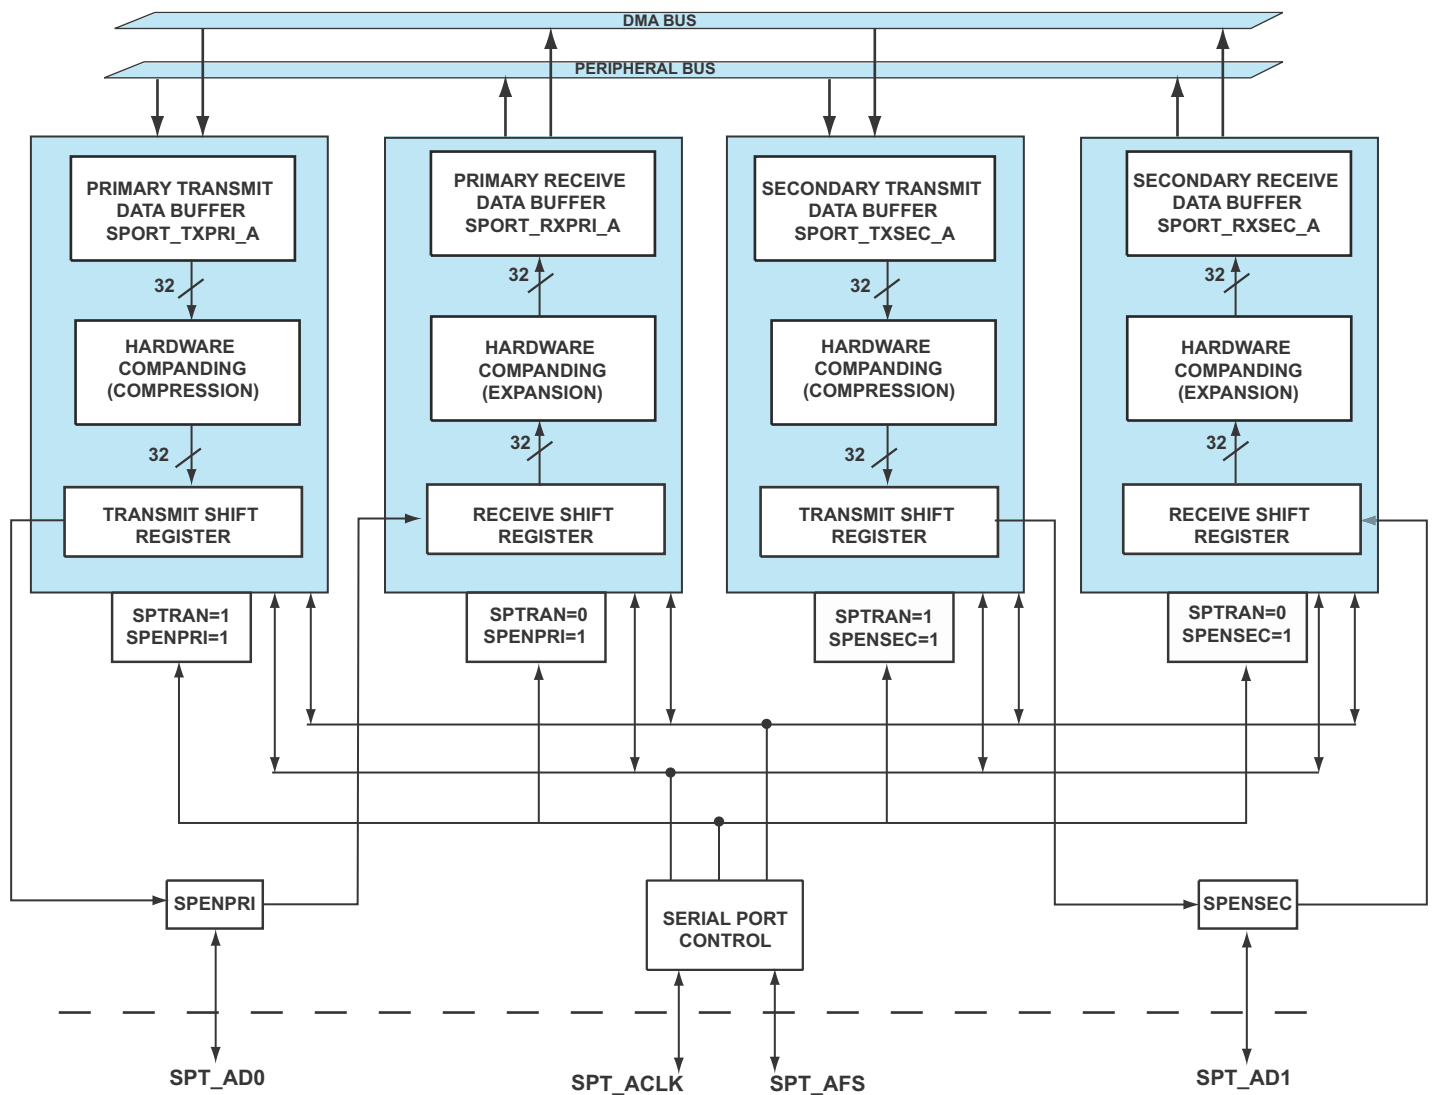 DMA BUS
PERIPHERAL BUS
PRIMARY TRANSMIT
DATA BUFFER
SPORT_TXPRI_A
32
HARDWARE
COMPANDING
(COMPRESSION)
32
TRANSMIT SHIFT
REGISTER
SPTRAN=1
SPENPRI=1
PRIMARY RECEIVE
DATA BUFFER
SPORT_RXPRI_A
32
HARDWARE
COMPANDING
(EXPANSION)
32
RECEIVE SHIFT
REGISTER
SPTRAN=0
SPENPRI=1
SECONDARY TRANSMIT
DATA BUFFER
SPORT_TXSEC_A
32
HARDWARE
COMPANDING
(COMPRESSION)
32
TRANSMIT SHIFT
REGISTER
SPTRAN=1
SPENSEC=1
SECONDARY RECEIVE
DATA BUFFER
SPORT_RXSEC_A
32
HARDWARE
COMPANDING
(EXPANSION)
32
RECEIVE SHIFT
REGISTER
SPTRAN=0
SPENSEC=1
SPENPRI
SERIAL PORT
CONTROL
SPENSEC
SPT_AD0
SPT_ACLK
SPT_AFS
SPT_AD1